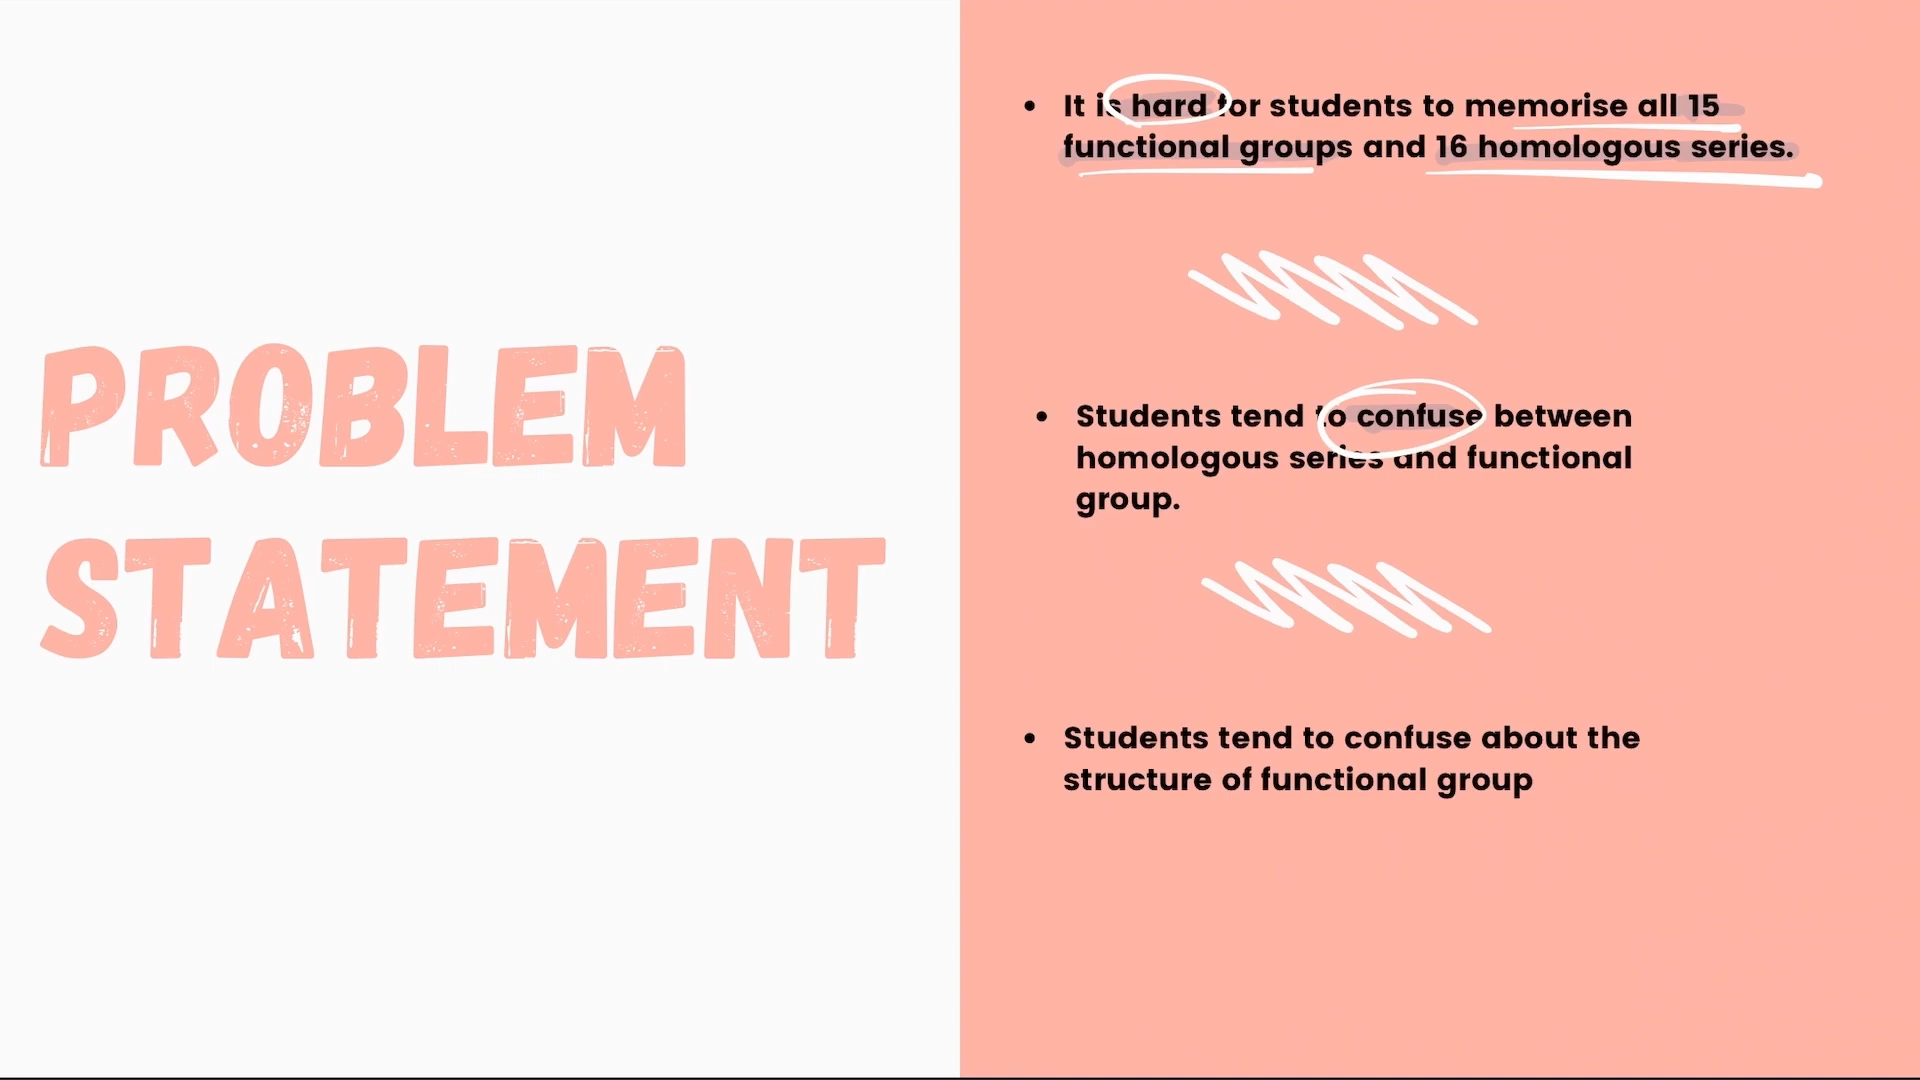 PROBLEM
STATEMENT
• It is hard for students to memorise all 15
functional groups and 16 homologous series.
• Students tend to confuse between
homologous series and functional
group.
• Students tend to confuse about the
structure of functional group